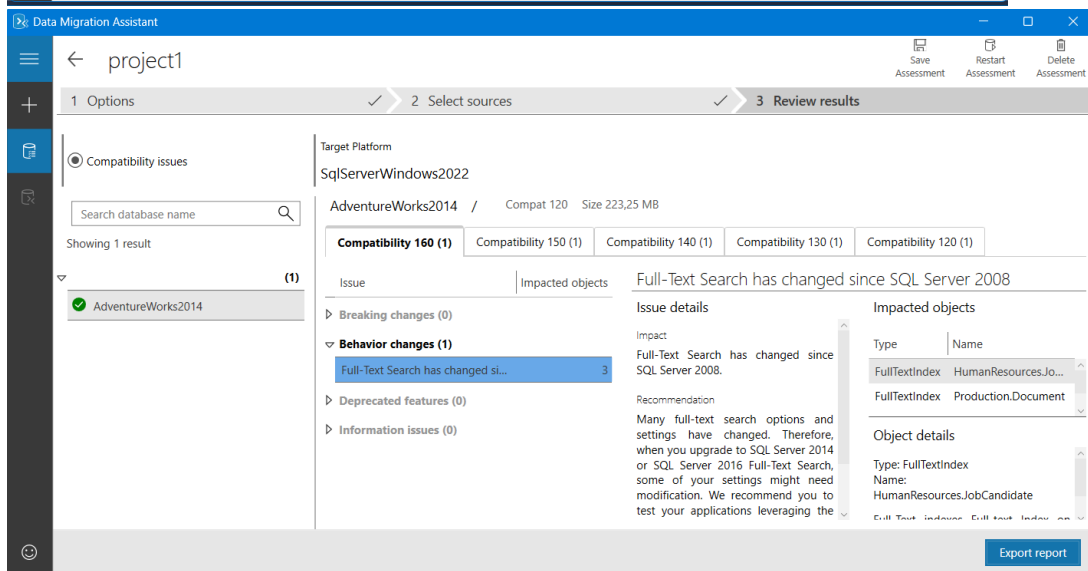 Data Migration Assistant
project1
Save
Assessment
Restart
Assessment
Delete
Assessment
1 Options
2 Select sources
3 Review results
Compatibility issues
Search database name
Showing 1 result
(1)
AdventureWorks2014
Target Platform
SqlServerWindows2022
AdventureWorks2014 / Compat 120 Size 223,25 MB
Compatibility 160 (1)
Compatibility 150 (1)
Compatibility 140 (1)
Compatibility 130 (1)
Compatibility 120 (1)
Issue
Impacted objects
Breaking changes (0)
Behavior changes (1)
Full-Text Search has changed si... 3
Deprecated features (0)
Information issues (0)
Full-Text Search has changed since SQL Server 2008
Issue details
Impact
Full-Text Search has changed since
SQL Server 2008.
Recommendation
Many full-text search options and
settings have changed. Therefore,
when you upgrade to SQL Server 2014
or SQL Server 2016 Full-Text Search,
some of your settings might need
modification. We recommend you to
test your applications leveraging the
Impacted objects
Type Name
FullTextIndex HumanResources.Jo...
FullTextIndex Production.Document
Object details
Type: FullTextIndex
Name:
HumanResources.JobCandidate
Full-Text indexes Full-text Index on
Export report